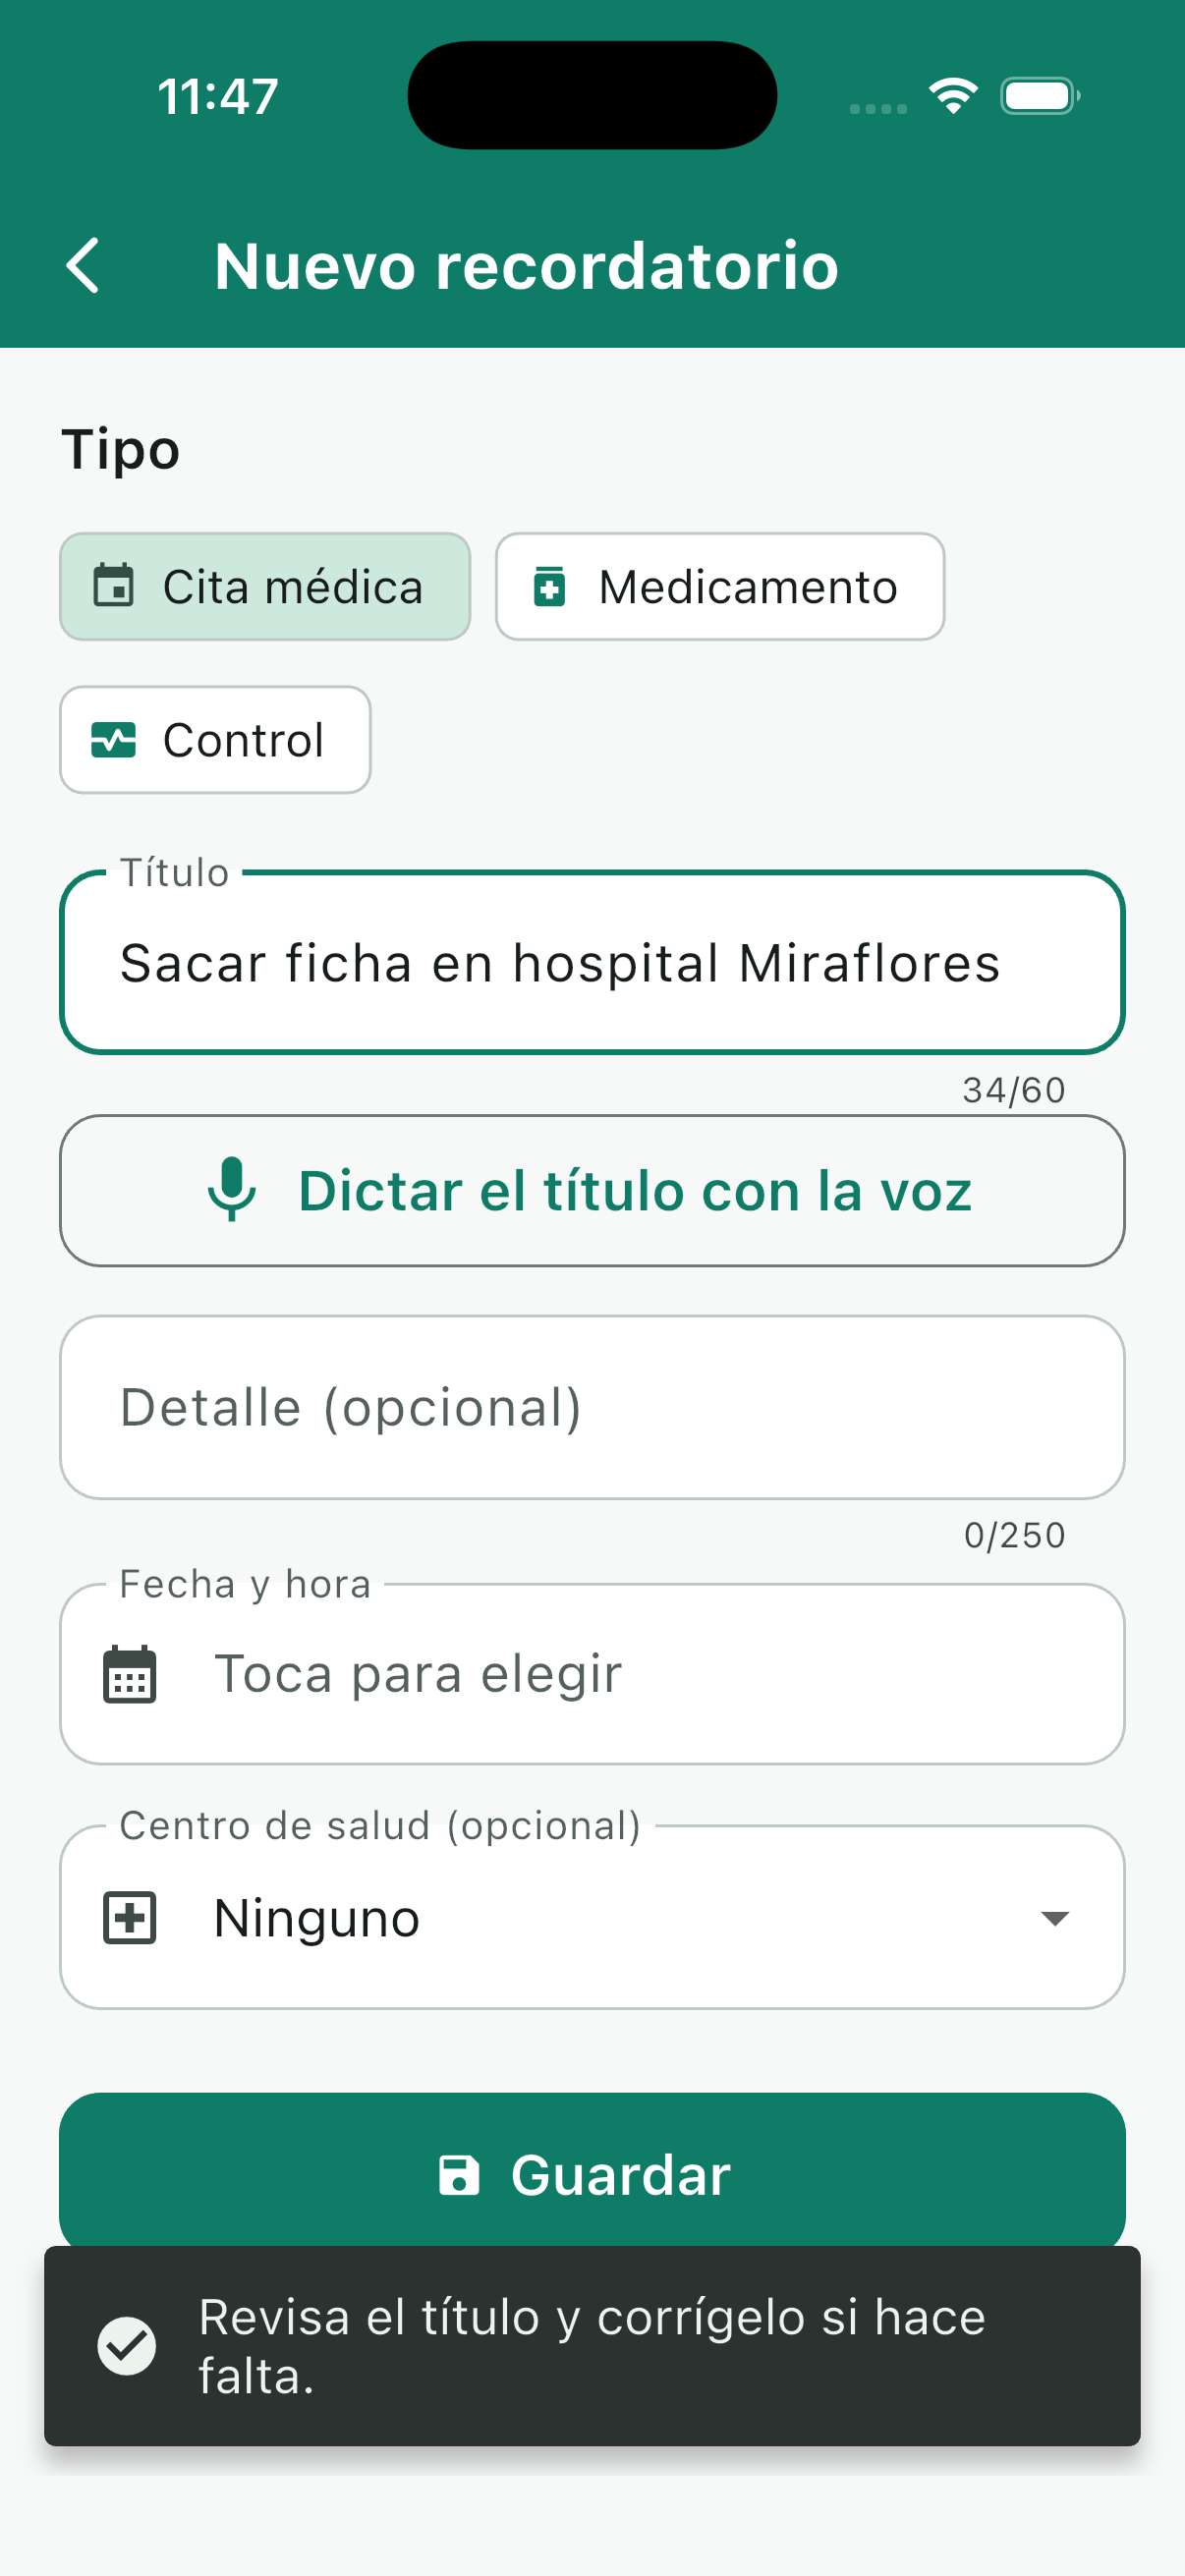 11:47
Nuevo recordatorio
Tipo
Cita médica
Medicamento
Control
Título
Sacar ficha en hospital Miraflores
34/60
Dictar el título con la voz
Detalle (opcional)
0/250
Fecha y hora
Toca para elegir
Centro de salud (opcional)
Ninguno
Guardar
Revisa el título y corrígelo si hace
falta.